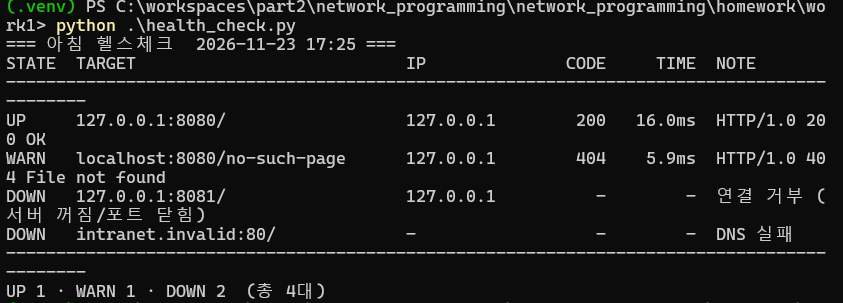 (.venv) PS C:\workspaces\part2\network_programming\network_programming\homework\wo
rk1> python .\health_check.py
=== 아침 헬스체크  2026-11-23 17:25 ===
STATE  TARGET                        IP              CODE     TIME  NOTE
----------------------------------------------------------------------------------
--------
UP     127.0.0.1:8080/               127.0.0.1        200   16.0ms  HTTP/1.0 20
0 OK
WARN   localhost:8080/no-such-page   127.0.0.1        404    5.9ms  HTTP/1.0 40
4 File not found
DOWN   127.0.0.1:8081/               127.0.0.1          -        -  연결 거부 (
서버 꺼짐/포트 닫힘)
DOWN   intranet.invalid:80/          -                  -        -  DNS 실패
----------------------------------------------------------------------------------
--------
UP 1 · WARN 1 · DOWN 2  (총 4대)